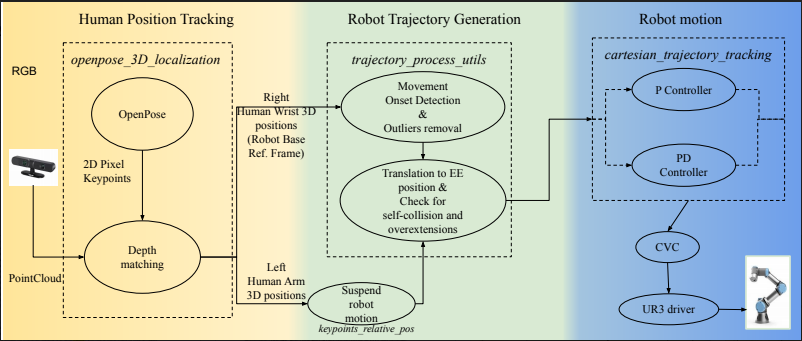 Human Position Tracking
Robot Trajectory Generation
Robot motion
openpose_3D_localization
RGB
OpenPose
2D Pixel
Keypoints
Depth
matching
PointCloud
Right
Human Wrist 3D
positions
(Robot Base
Ref. Frame)
Left
Human Arm
3D positions
trajectory_process_utils
Movement
Onset Detection
&
Outliers removal
Translation to EE
position &
Check for
self-collision and
overextensions
Suspend
robot
motion
keypoints_relative_pos
cartesian_trajectory_tracking
P Controller
PD
Controller
CVC
UR3 driver